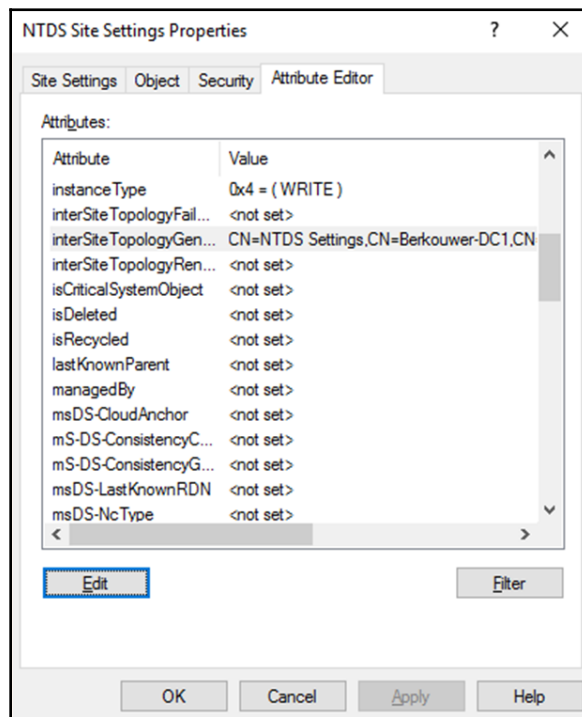 NTDS Site Settings Properties ?
Site Settings Object Security Attribute Editor
Attributes:
Attribute Value
instanceType 0x4 = ( WRITE )
interSiteTopologyFail... <not set>
interSiteTopologyGen... CN=NTDS Settings,CN=Berkouwer-DC1,CN
interSiteTopologyRen... <not set>
isCriticalSystemObject <not set>
isDeleted <not set>
isRecycled <not set>
lastKnownParent <not set>
managedBy <not set>
msDS-CloudAnchor <not set>
mS-DS-ConsistencyC... <not set>
mS-DS-ConsistencyG... <not set>
msDS-LastKnownRDN <not set>
msDS-NcType <not set>
Edit Filter
OK Cancel Apply Help